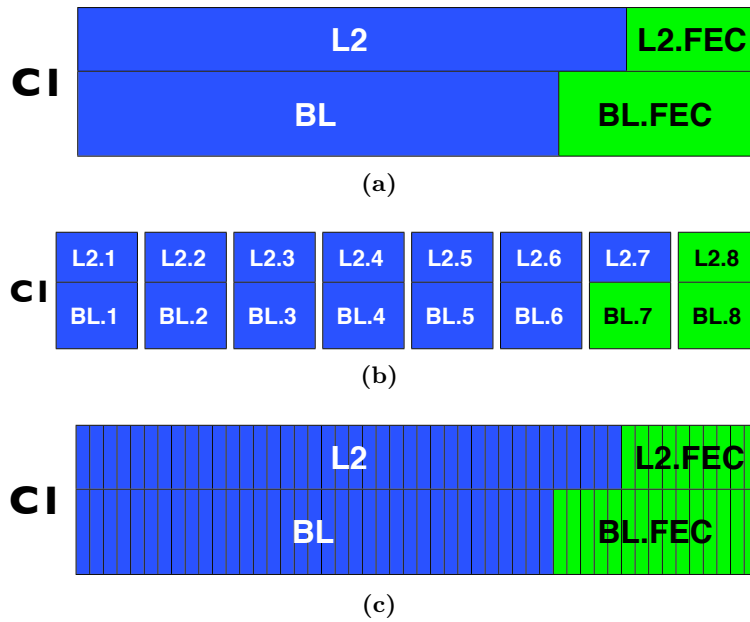 L2 L2.FEC
CI
BL BL.FEC
(a)
L2.1 L2.2 L2.3 L2.4 L2.5 L2.6 L2.7 L2.8
CI
BL.1 BL.2 BL.3 BL.4 BL.5 BL.6 BL.7 BL.8
(b)
L2 L2.FEC
CI
BL BL.FEC
(c)